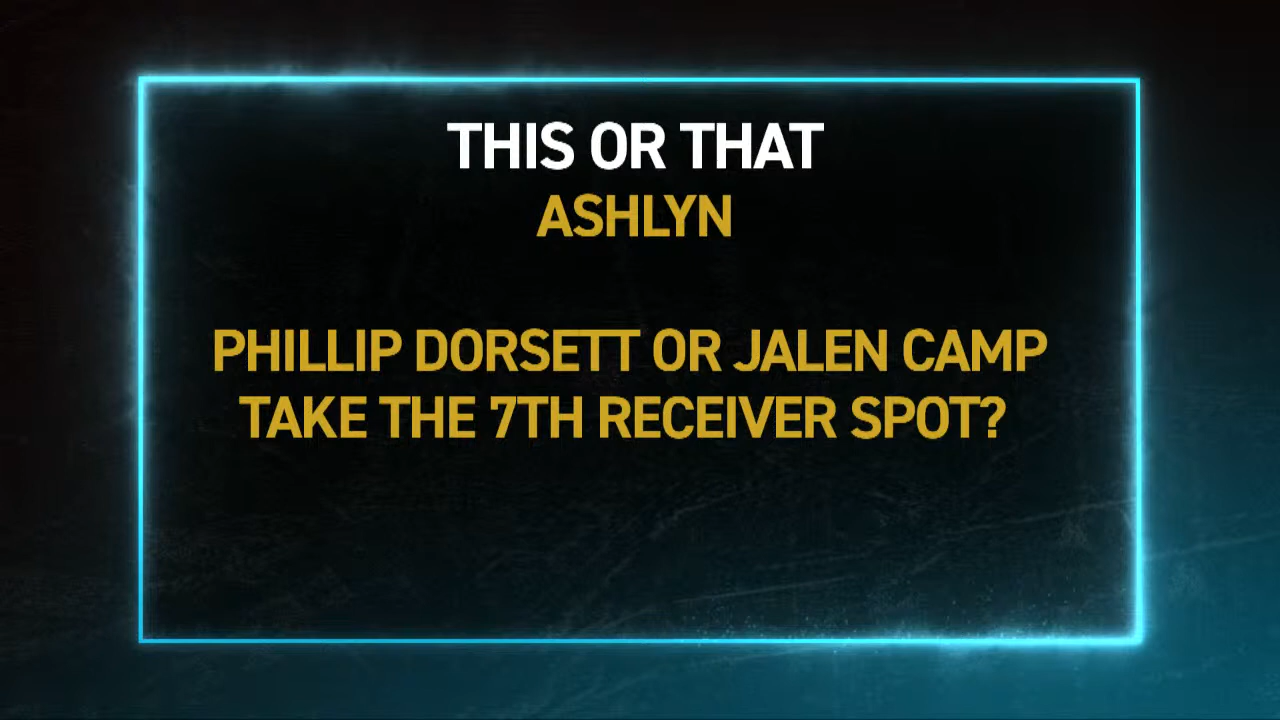 THIS OR THAT
ASHLYN
PHILLIP DORSETT OR JALEN CAMP
TAKE THE 7TH RECEIVER SPOT?